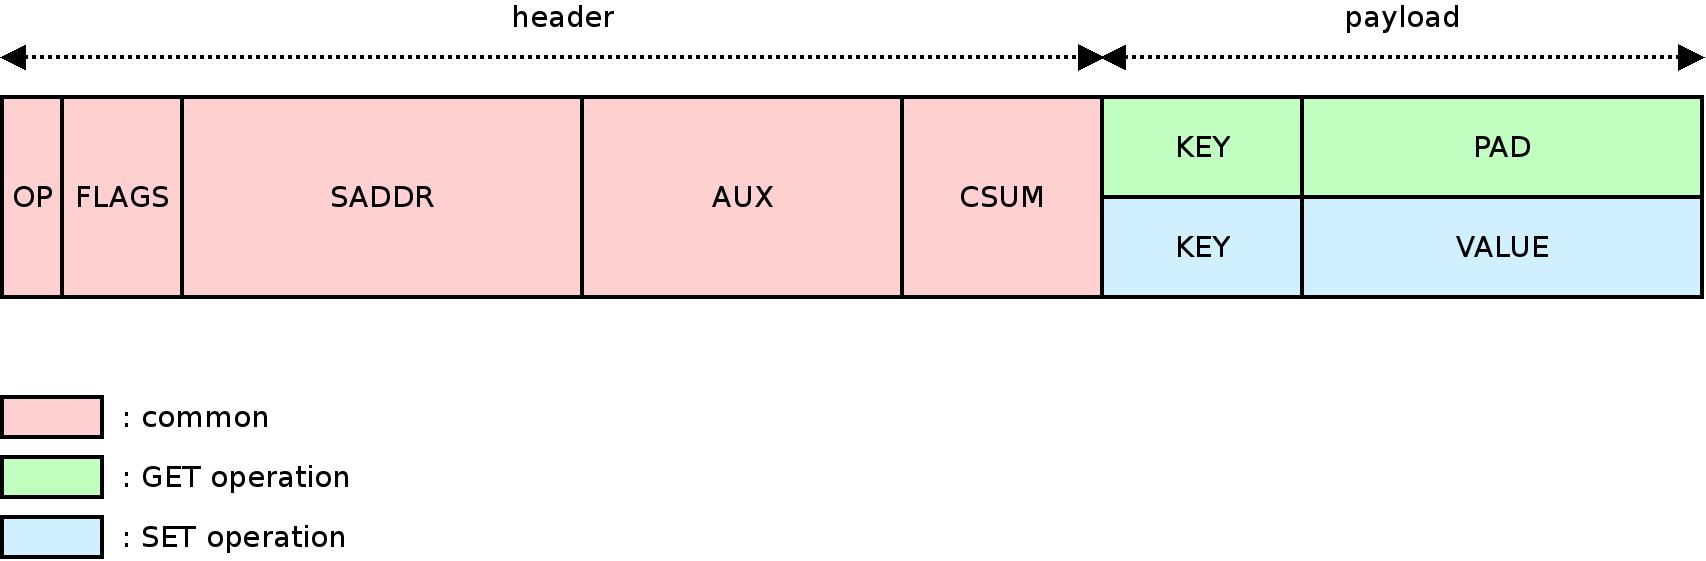 header payload
OP FLAGS SADDR AUX CSUM KEY PAD
KEY VALUE
: common
: GET operation
: SET operation